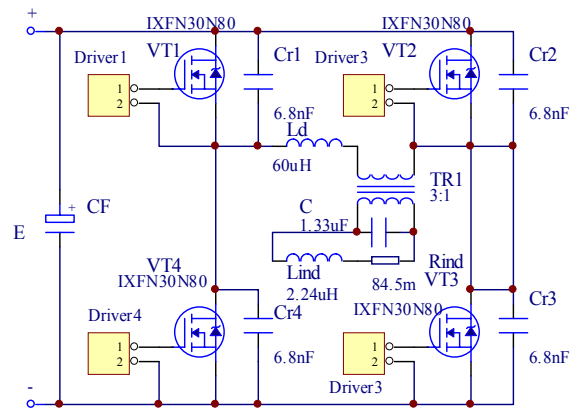 +
IXFN30N80
IXFN30N80
Driver1
VT1
Cr1
Driver3
VT2
Cr2
1
2
1
2
6.8nF
6.8nF
Ld
60uH
TR1
3:1
+
CF
C
1.33uF
E
Lind
2.24uH
Rind
84.5m
VT4
IXFN30N80
VT3
IXFN30N80
Driver4
Cr4
Cr3
1
2
1
2
6.8nF
6.8nF
Driver3
-